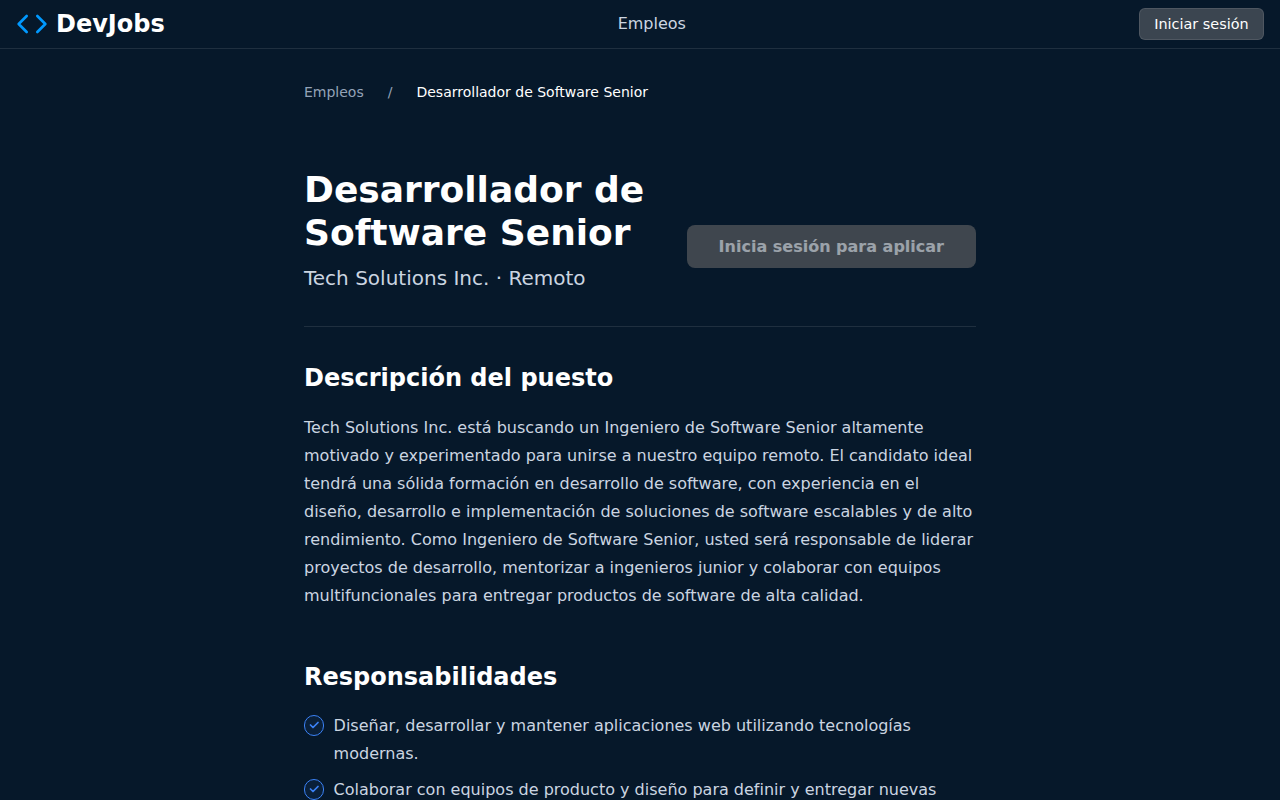 DevJobs
Empleos
Iniciar sesión
Empleos / Desarrollador de Software Senior
Desarrollador de
Software Senior
Inicia sesión para aplicar
Tech Solutions Inc. · Remoto
Descripción del puesto
Tech Solutions Inc. está buscando un Ingeniero de Software Senior altamente
motivado y experimentado para unirse a nuestro equipo remoto. El candidato ideal
tendrá una sólida formación en desarrollo de software, con experiencia en el
diseño, desarrollo e implementación de soluciones de software escalables y de alto
rendimiento. Como Ingeniero de Software Senior, usted será responsable de liderar
proyectos de desarrollo, mentorizar a ingenieros junior y colaborar con equipos
multifuncionales para entregar productos de software de alta calidad.
Responsabilidades
Diseñar, desarrollar y mantener aplicaciones web utilizando tecnologías
modernas.
Colaborar con equipos de producto y diseño para definir y entregar nuevas